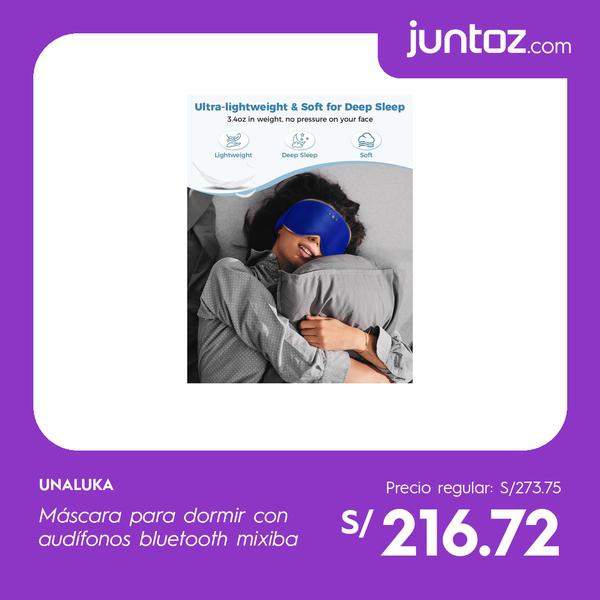 juntoz.com
Ultra-lightweight & Soft for Deep Sleep
3.4oz in weight, no pressure on your face
Lightweight Deep Sleep Soft
UNALUKA
Máscara para dormir con
audífonos bluetooth mixiba
Precio regular: S/273.75
S/ 216.72